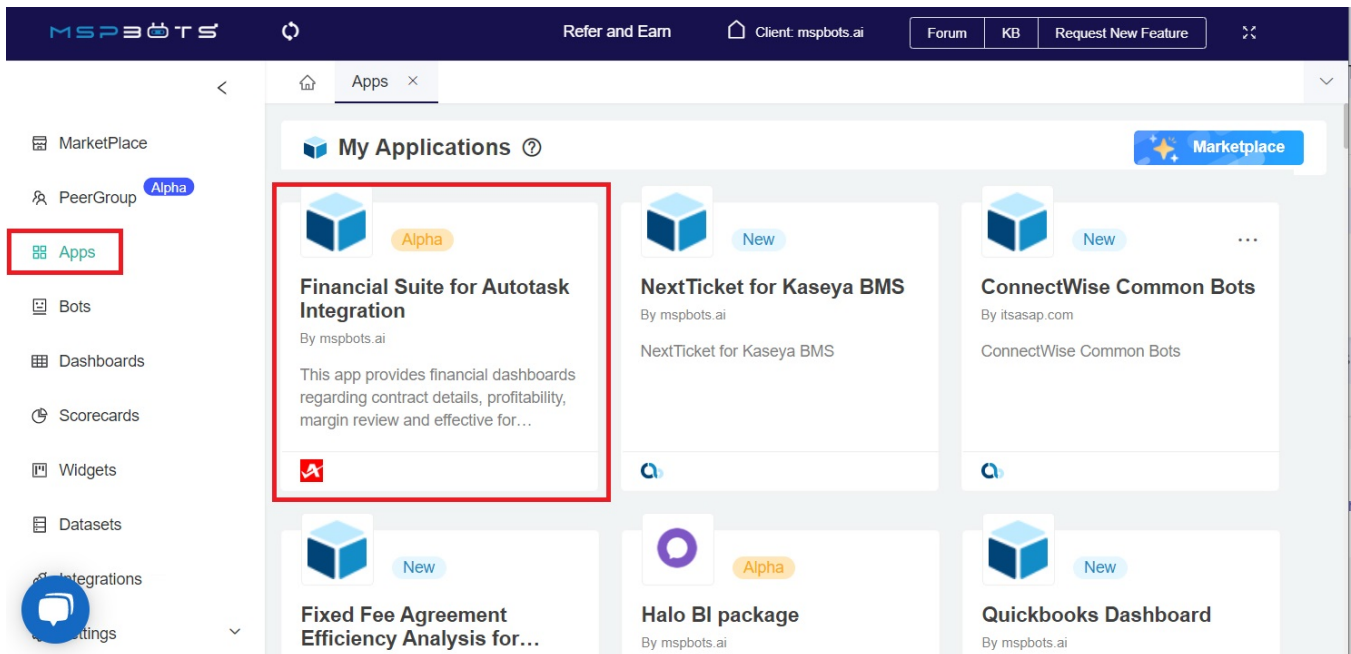 MSPBOTS
Refer and Earn
Client: mspbots.ai
Forum
KB
Request New Feature
Apps
MarketPlace
PeerGroup
Alpha
Apps
Bots
Dashboards
Scorecards
Widgets
Datasets
My Applications
Marketplace
Alpha
Financial Suite for Autotask
Integration
By mspbots.ai
This app provides financial dashboards
regarding contract details, profitability,
margin review and effective for…
New
NextTicket for Kaseya BMS
By mspbots.ai
NextTicket for Kaseya BMS
New
ConnectWise Common Bots
By itsasap.com
ConnectWise Common Bots
New
Fixed Fee Agreement
Efficiency Analysis for…
Alpha
Halo BI package
By mspbots.ai
New
Quickbooks Dashboard
By mspbots.ai